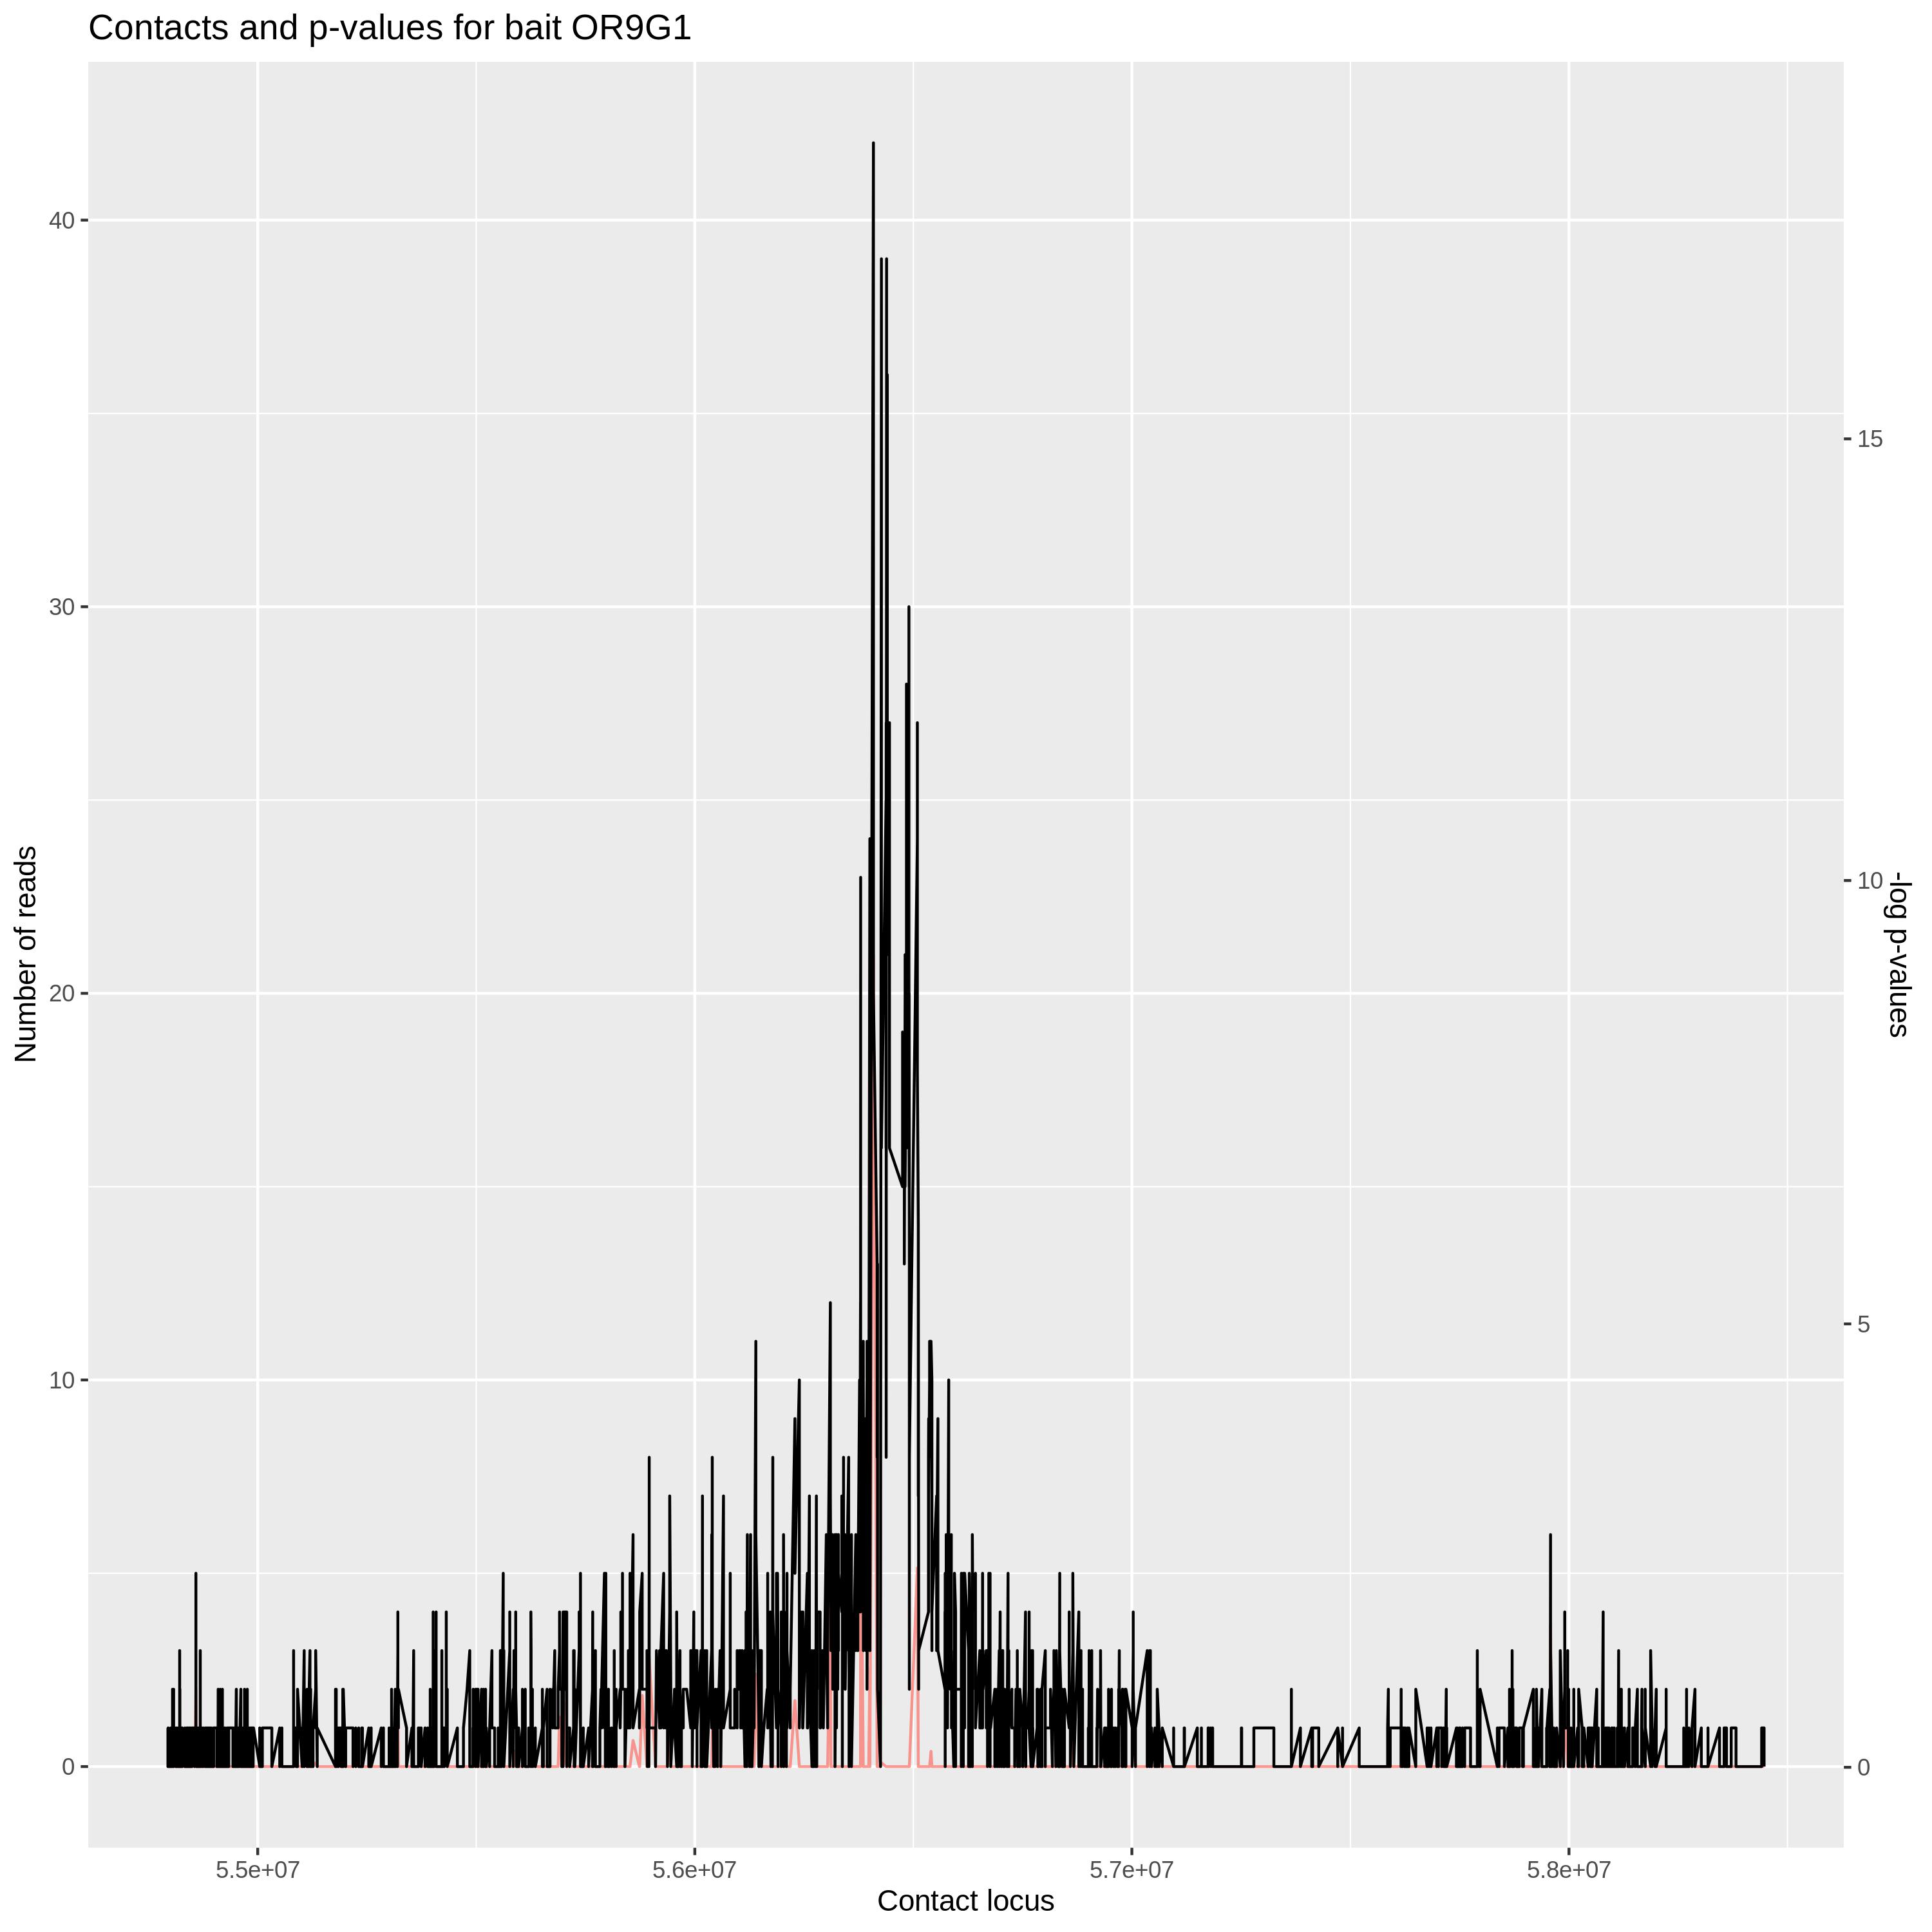 Contacts and p-values for bait OR9G1
40
30
20
10
0
Number of reads
15
10
5
0
-log p-values
5.5e+07
5.6e+07
5.7e+07
5.8e+07
Contact locus